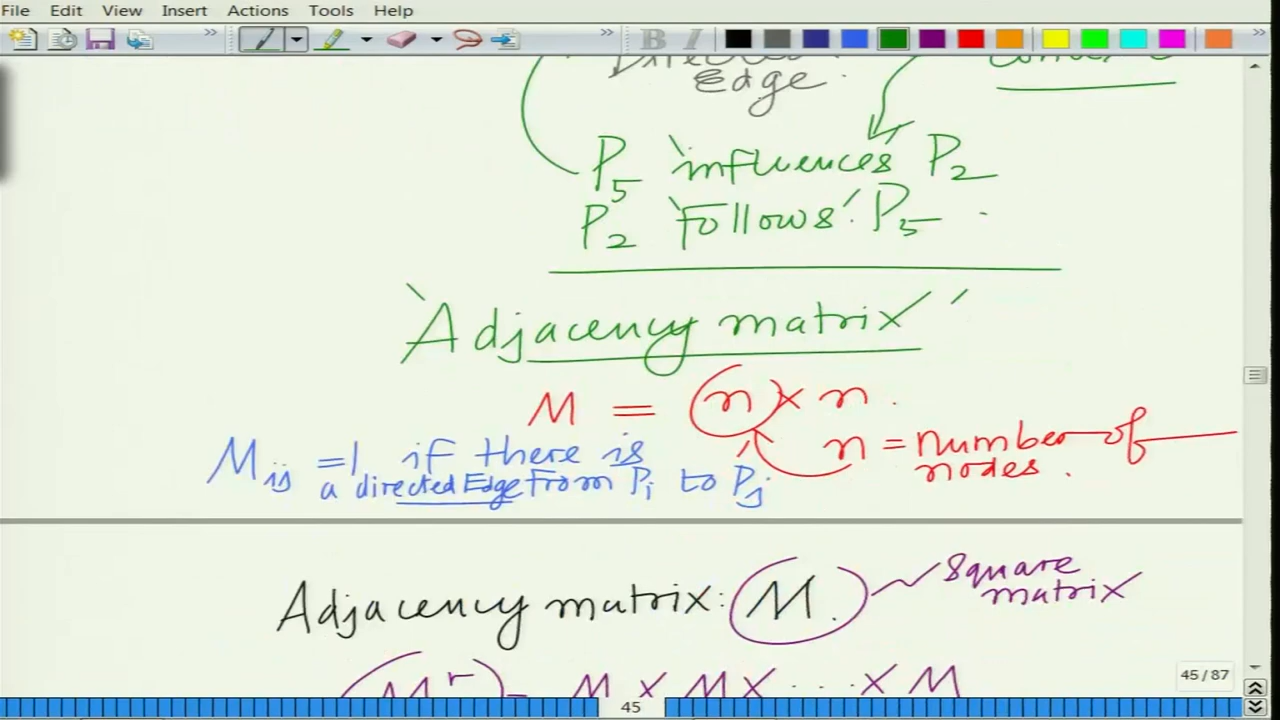 File Edit View Insert Actions Tools Help
B I
Directed
Edge.
P5 `influences' P2
P2 `follows' P5.
`Adjacency matrix'
M = n × n.
n = number of
nodes.
Mij = 1 if there is
a directed Edge from Pi to Pj
Adjacency matrix: M.
square
matrix
M^r = M × M × ... × M
45/87
45